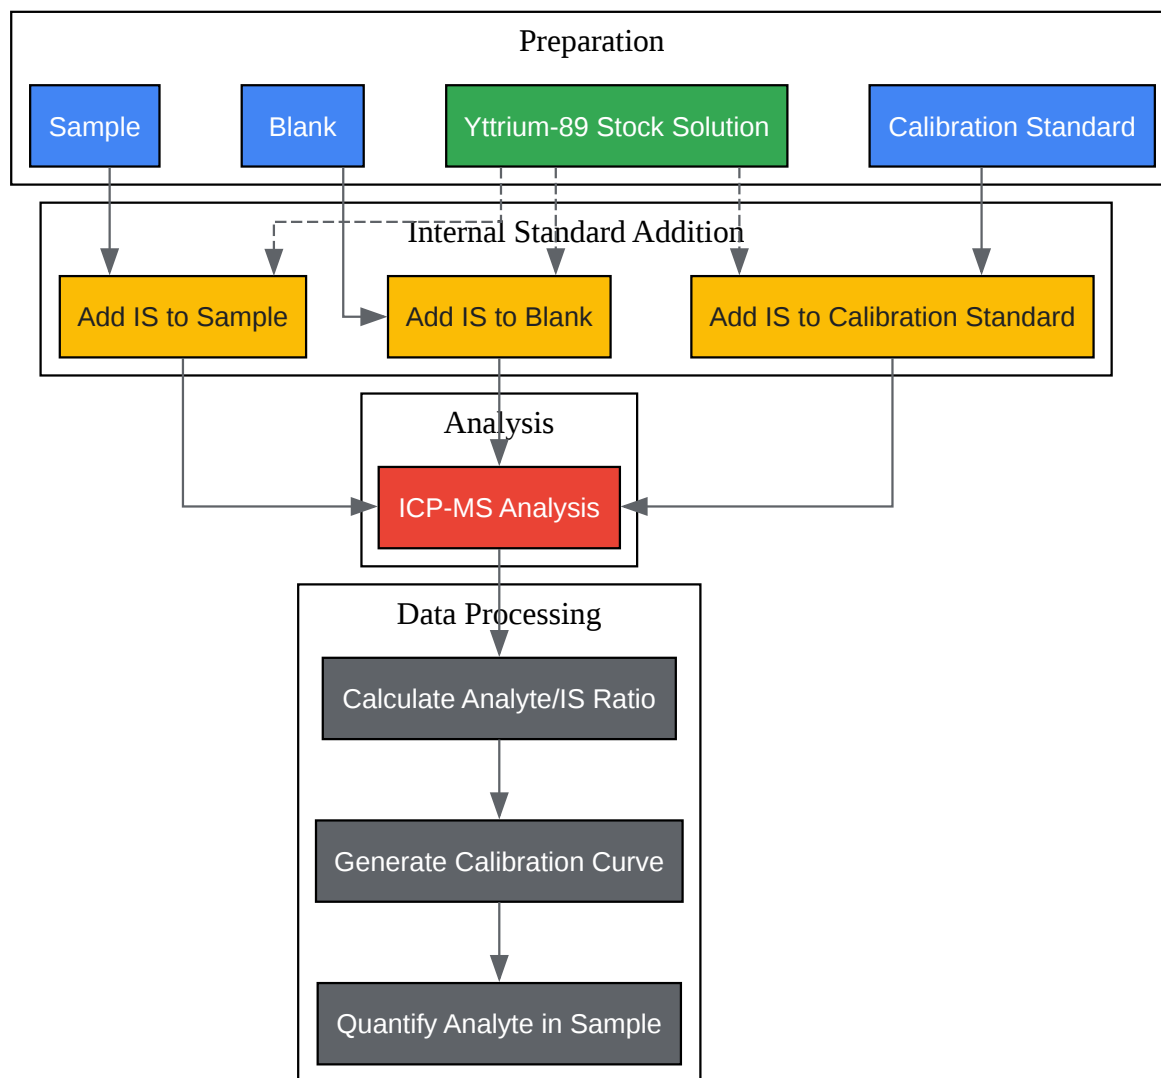 Preparation
Sample
Blank
Yttrium-89 Stock Solution
Calibration Standard
Internal Standard Addition
Add IS to Sample
Add IS to Blank
Add IS to Calibration Standard
Analysis
ICP-MS Analysis
Data Processing
Calculate Analyte/IS Ratio
Generate Calibration Curve
Quantify Analyte in Sample